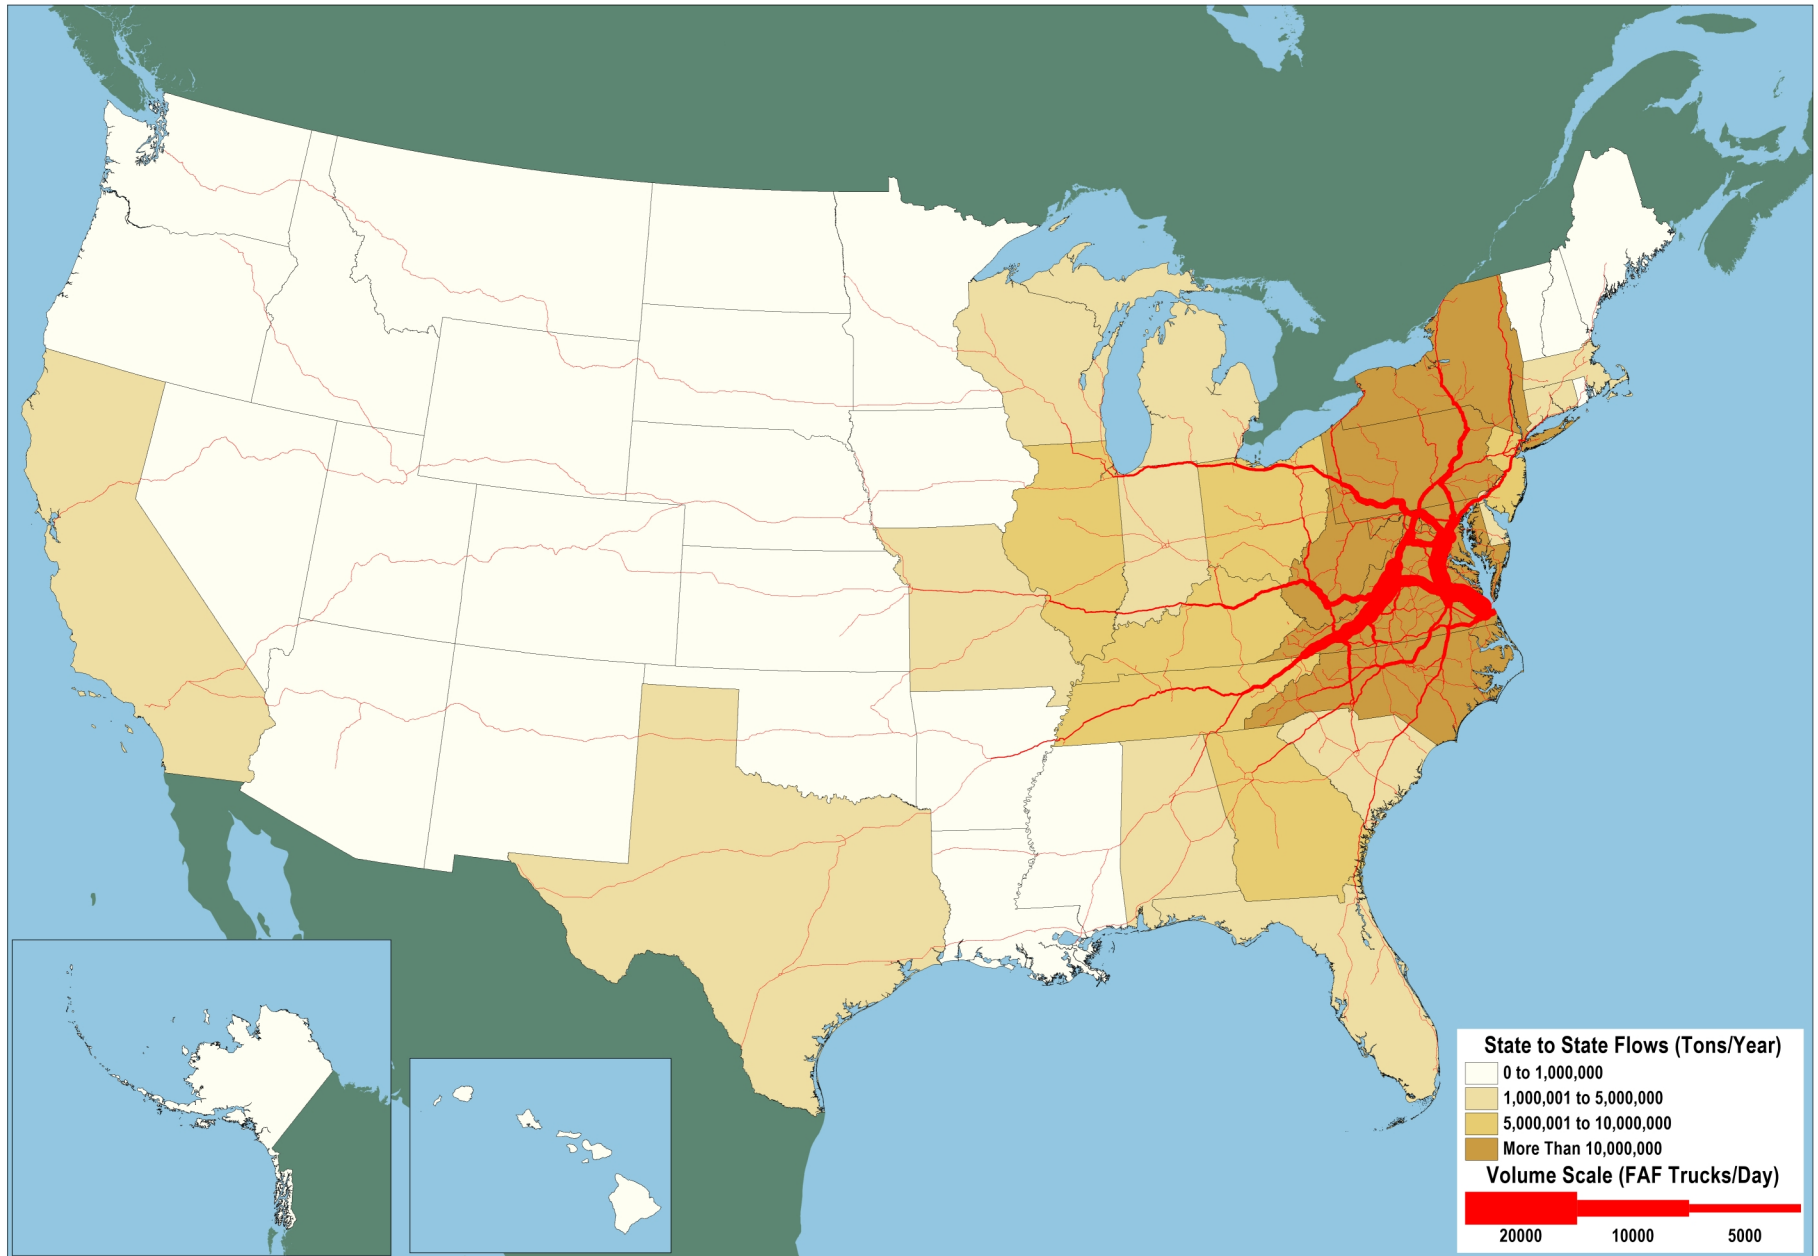 State to State Flows (Tons/Year)
0 to 1,000,000
1,000,001 to 5,000,000
5,000,001 to 10,000,000
More Than 10,000,000
Volume Scale (FAF Trucks/Day)
20000 10000 5000